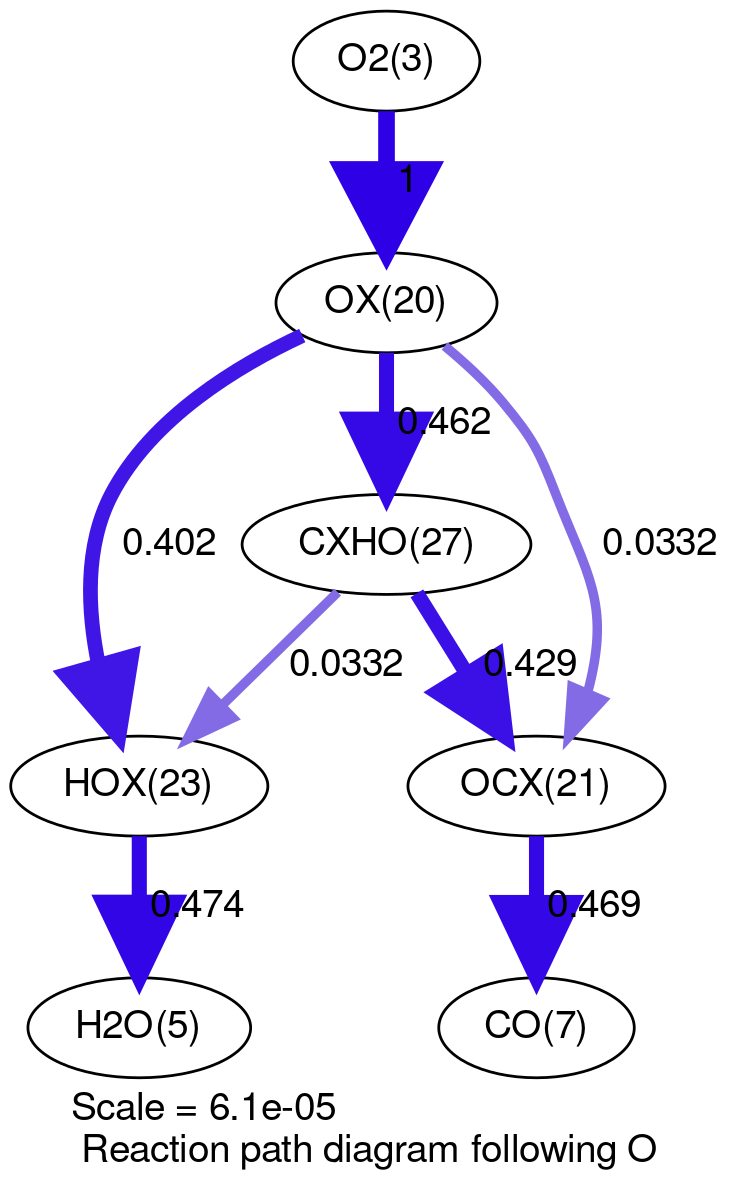 O2(3)
1
OX(20)
0.462
0.402
CXHO(27)
0.0332
0.0332
0.429
HOX(23)
OCX(21)
0.474
0.469
H2O(5)
CO(7)
Scale = 6.1e-05
Reaction path diagram following O